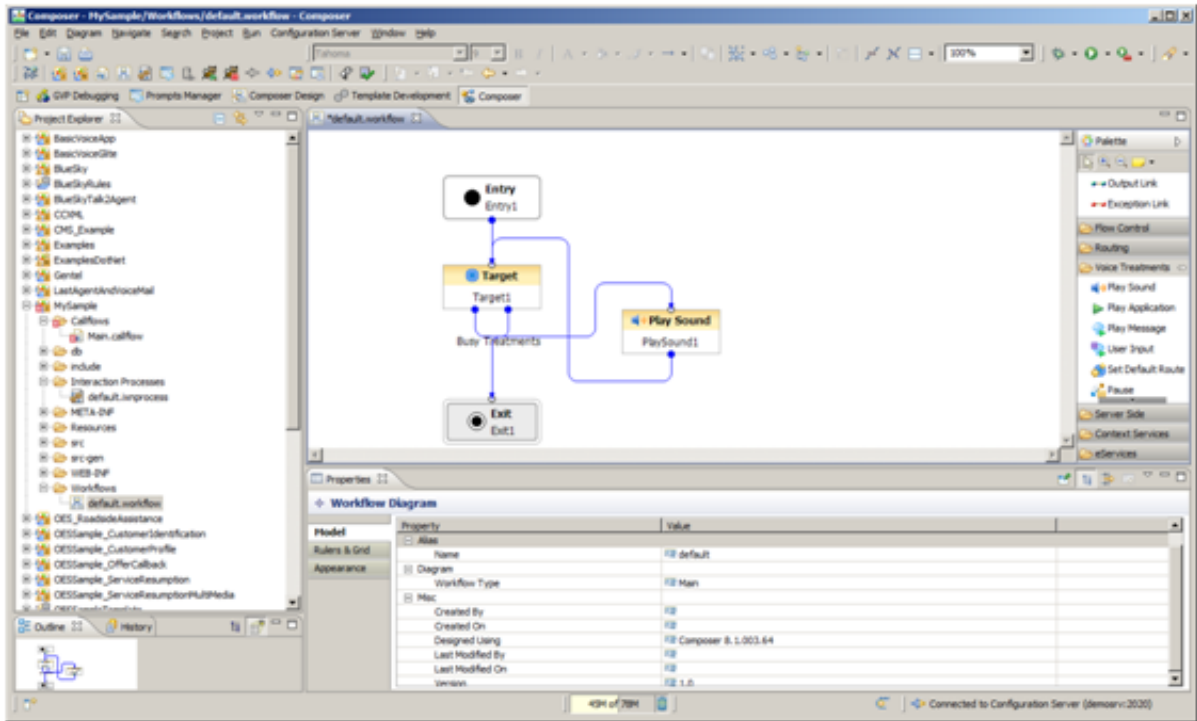 Composer - MySample/Workflows/default.workflow - Composer
File Edit Diagram Navigate Search Project Run Configuration Server Window Help
Tahoma 9 100%
GVP Debugging Prompts Manager Composer Design Template Development Composer
Project Explorer
BasicVoiceApp
BasicVoiceGlite
BlueSky
BlueSkyRules
BlueSkyTalk2Agent
CCXML
CMS_Example
Examples
ExamplesDotNet
Gentel
LastAgentAndVoiceMail
MySample
Callflows
Main.callflow
db
include
Interaction Processes
default.ixnprocess
META-INF
Resources
src
src-gen
WEB-INF
Workflows
default.workflow
OES_RoadsideAssistance
OESSample_CustomerIdentification
OESSample_CustomerProfile
OESSample_OfferCallback
OESSample_ServiceResumption
OESSample_ServiceResumptionMultiMedia
OESSampleTemplate
Outline History
*default.workflow
Entry
Entry1
Target
Target1
Busy Treatments
Play Sound
PlaySound1
Exit
Exit1
Palette
Output Link
Exception Link
Flow Control
Routing
Voice Treatments
Play Sound
Play Application
Play Message
User Input
Set Default Route
Pause
Server Side
Context Services
eServices
Properties
Workflow Diagram
Model
Rulers & Grid
Appearance
Property Value
Alias
Name default
Diagram
Workflow Type Main
Misc
Created By
Created On
Designed Using Composer 8.1.003.64
Last Modified By
Last Modified On
Version 1.0
45M of 78M
Connected to Configuration Server (demosrv:2020)